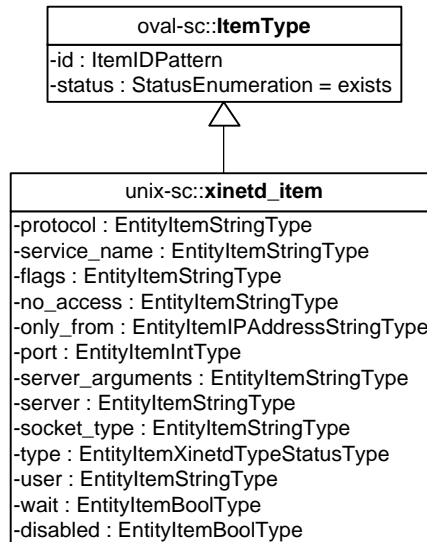 oval-sc::ItemType
-id : ItemIDPattern
-status : StatusEnumeration = exists
unix-sc::xinetd_item
-protocol : EntityItemStringType
-service_name : EntityItemStringType
-flags : EntityItemStringType
-no_access : EntityItemStringType
-only_from : EntityItemIPAddressStringType
-port : EntityItemIntType
-server_arguments : EntityItemStringType
-server : EntityItemStringType
-socket_type : EntityItemStringType
-type : EntityItemXinetdTypeStatusType
-user : EntityItemStringType
-wait : EntityItemBoolType
-disabled : EntityItemBoolType